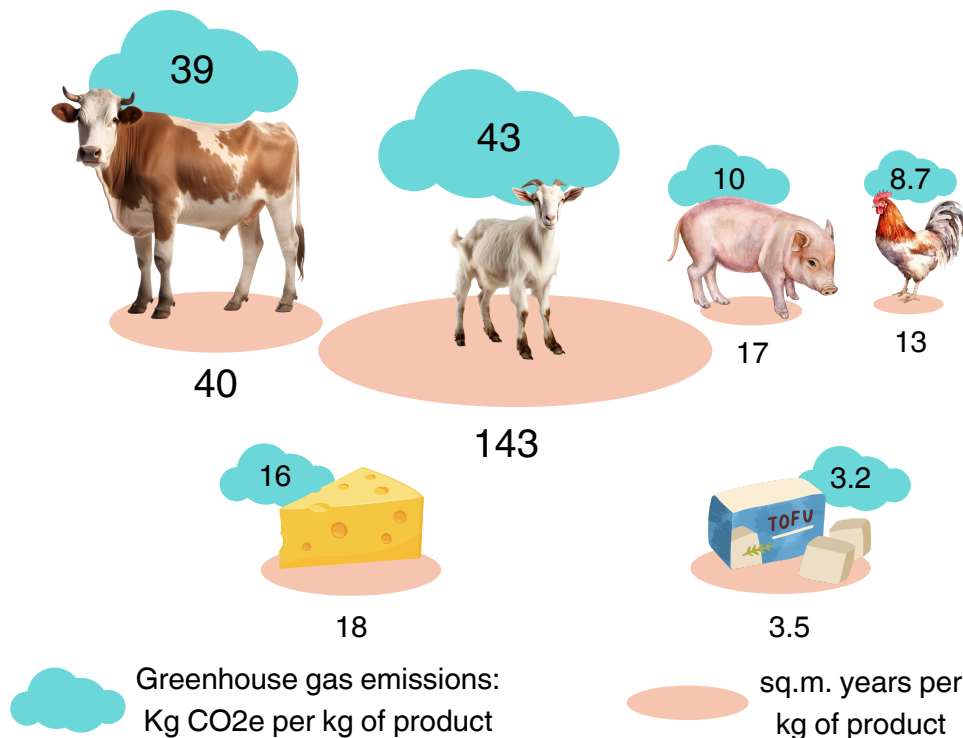 39
43
10
8.7
40
143
17
13
16
TOFU
3.2
18
3.5
Greenhouse gas emissions:
Kg CO2e per kg of product
sq.m. years per
kg of product